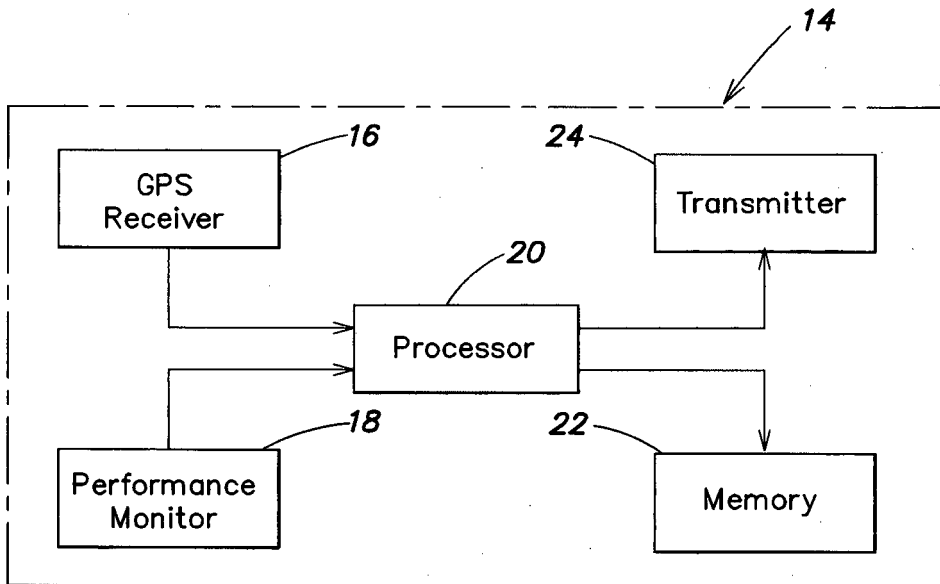 14
16
GPS
Receiver
24
Transmitter
20
Processor
18
Performance
Monitor
22
Memory